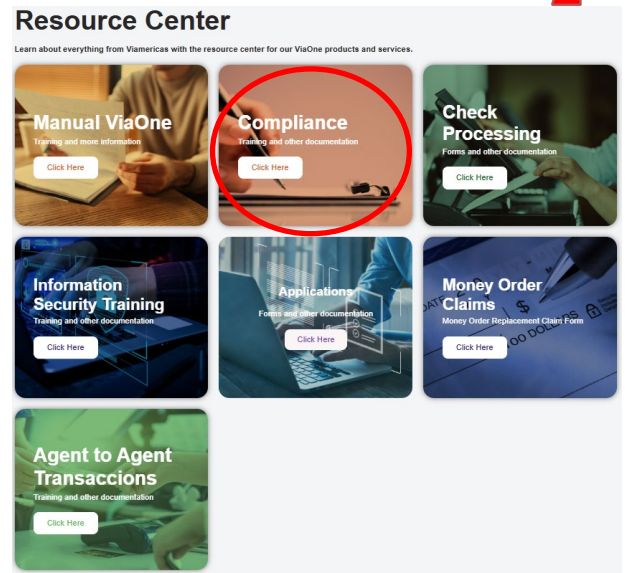 Resource Center
Learn about everything from Viamericas with the resource center for our ViaOne products and services.
Manual ViaOne
Training and more information
Click Here
Compliance
Training and other documentation
Click Here
Check
Processing
Forms and other documentation
Click Here
Information
Security Training
Training and other documentation
Click Here
Applications
Forms and other documentation
Click Here
Money Order
Claims
Money Order Replacement Claim Form
Click Here
DATE
$
00 DOLLARS
Agent to Agent
Transaccions
Training and other documentation
Click Here